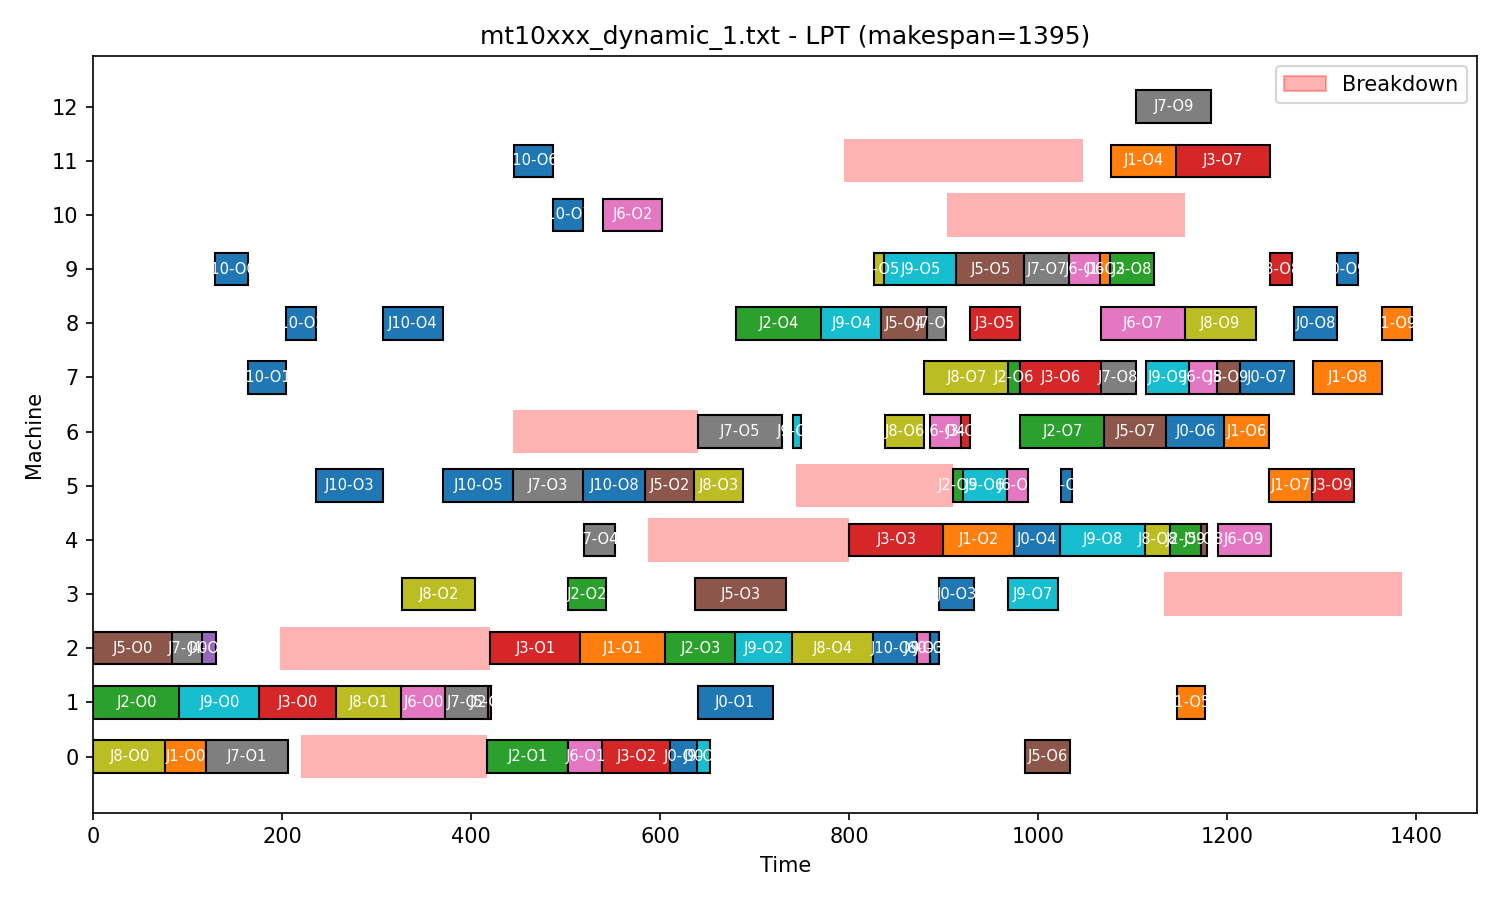 mt10xxx_dynamic_1.txt - LPT (makespan=1395)
Breakdown
12 J7-O9
11 J1-O4 J3-O7
10 J6-O2
9 J9-O5 J5-O5 J7-O7 J2-O8
8 J10-O4 J2-O4 J9-O4 J5-O4 J3-O5 J6-O7 J8-O9 J0-O8
7 J8-O7 J2-O6 J3-O6 J7-O8 J9-O9 J0-O7 J1-O8
6 J7-O5 J8-O6 J2-O7 J5-O7 J0-O6 J1-O6
5 J10-O3 J10-O5 J7-O3 J10-O8 J5-O2 J8-O3 J1-O7 J3-O9
4 J3-O3 J1-O2 J0-O4 J9-O8 J6-O9
3 J8-O2 J2-O2 J5-O3 J0-O3 J9-O7
2 J5-O0 J3-O1 J1-O1 J2-O3 J9-O2 J8-O4
1 J2-O0 J9-O0 J3-O0 J8-O1 J6-O0 J0-O1
0 J8-O0 J1-O0 J7-O1 J2-O1 J6-O1 J3-O2 J5-O6
Machine
0 200 400 600 800 1000 1200 1400
Time